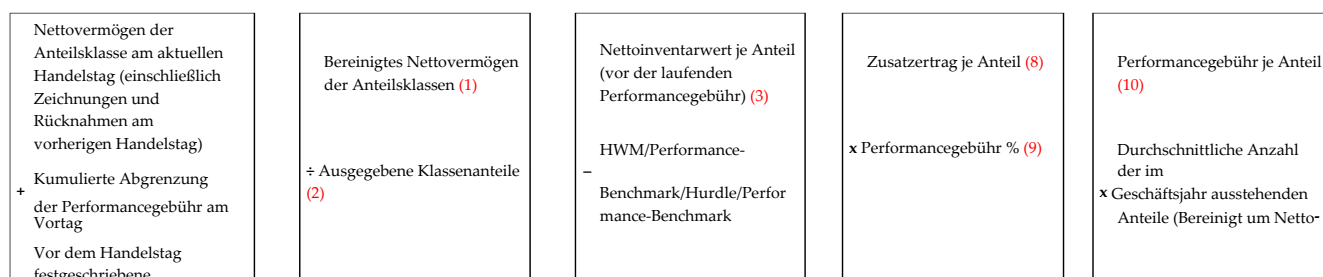 Nettovermögen der
Anteilsklasse am aktuellen
Handelstag (einschließlich
Zeichnungen und
Rücknahmen am
vorherigen Handelstag)
+ Kumulierte Abgrenzung
der Performancegebühr am
Vortag
Vor dem Handelstag
festgeschriebene
Bereinigtes Nettovermögen
der Anteilsklassen (1)
÷ Ausgegebene Klassenanteile
(2)
Nettoinventarwert je Anteil
(vor der laufenden
Performancegebühr) (3)
HWM/Performance-
–
Benchmark/Hurdle/Perfor
mance-Benchmark
Zusatzertrag je Anteil (8)
x Performancegebühr % (9)
Performancegebühr je Anteil
(10)
Durchschnittliche Anzahl
der im
x Geschäftsjahr ausstehenden
Anteile (Bereinigt um Netto-